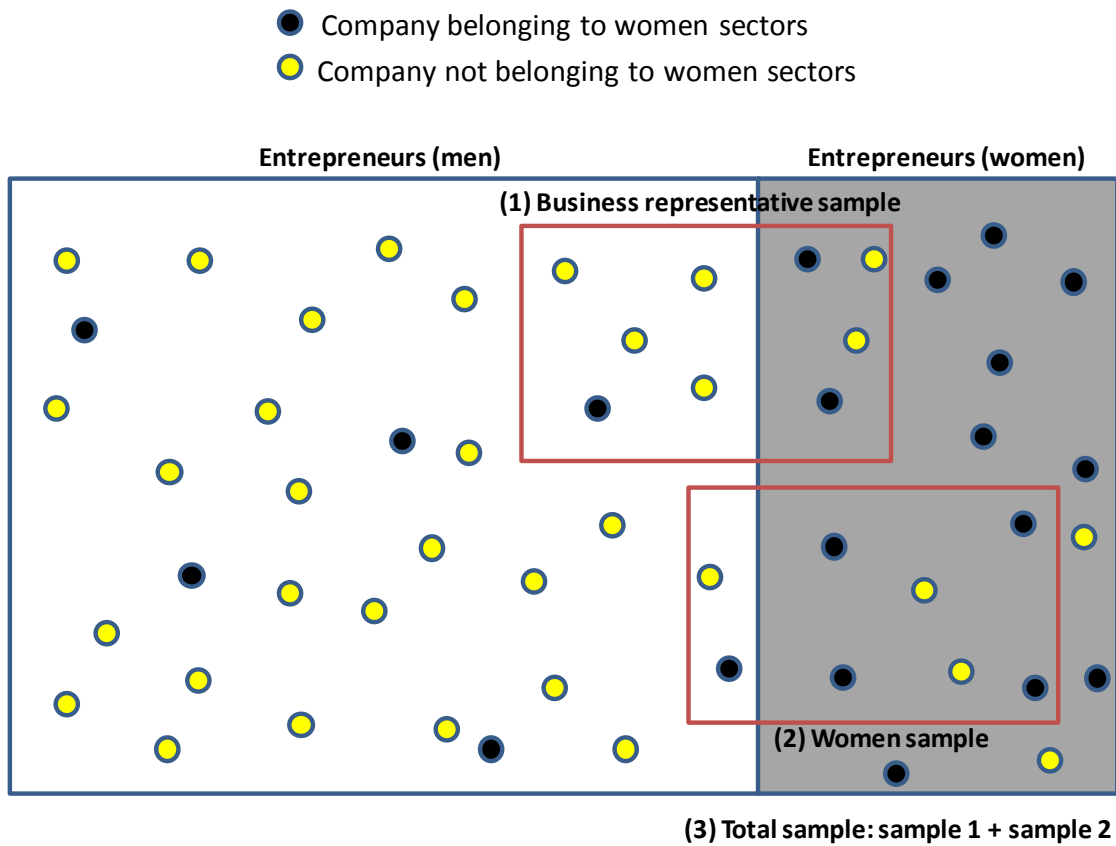 Company belonging to women sectors
Company not belonging to women sectors
Entrepreneurs (men)
Entrepreneurs (women)
(1) Business representative sample
(2) Women sample
(3) Total sample: sample 1 + sample 2